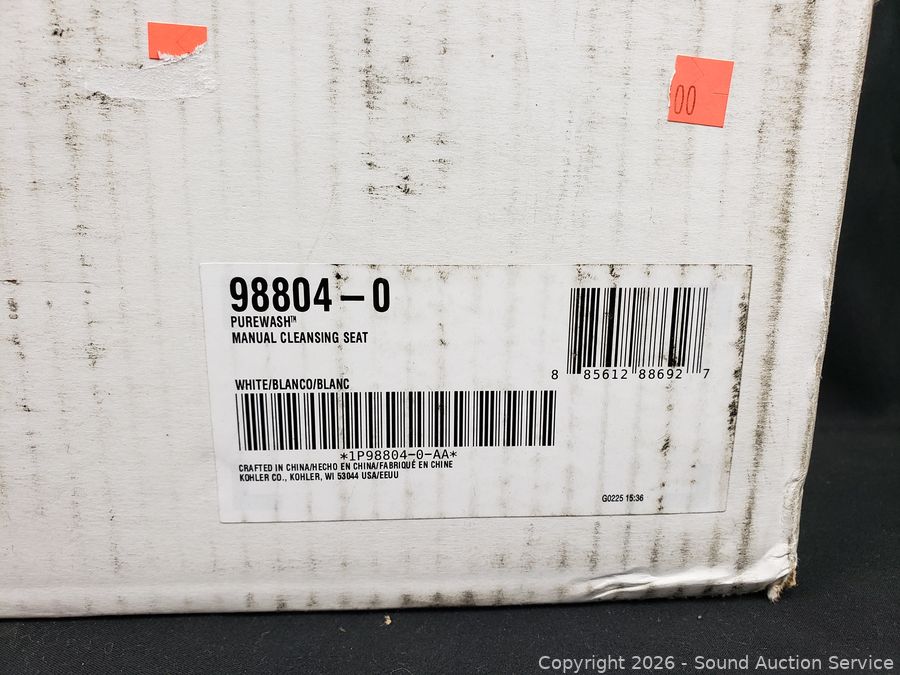 00
98804-0
PUREWASH™
MANUAL CLEANSING SEAT
8 85612 88692 7
WHITE/BLANCO/BLANC
*1P98804-0-AA*
CRAFTED IN CHINA/HECHO EN CHINA/FABRIQUÉ EN CHINE
KOHLER CO., KOHLER, WI 53044 USA/EEUU
G0225 15:36
Copyright 2026 - Sound Auction Service